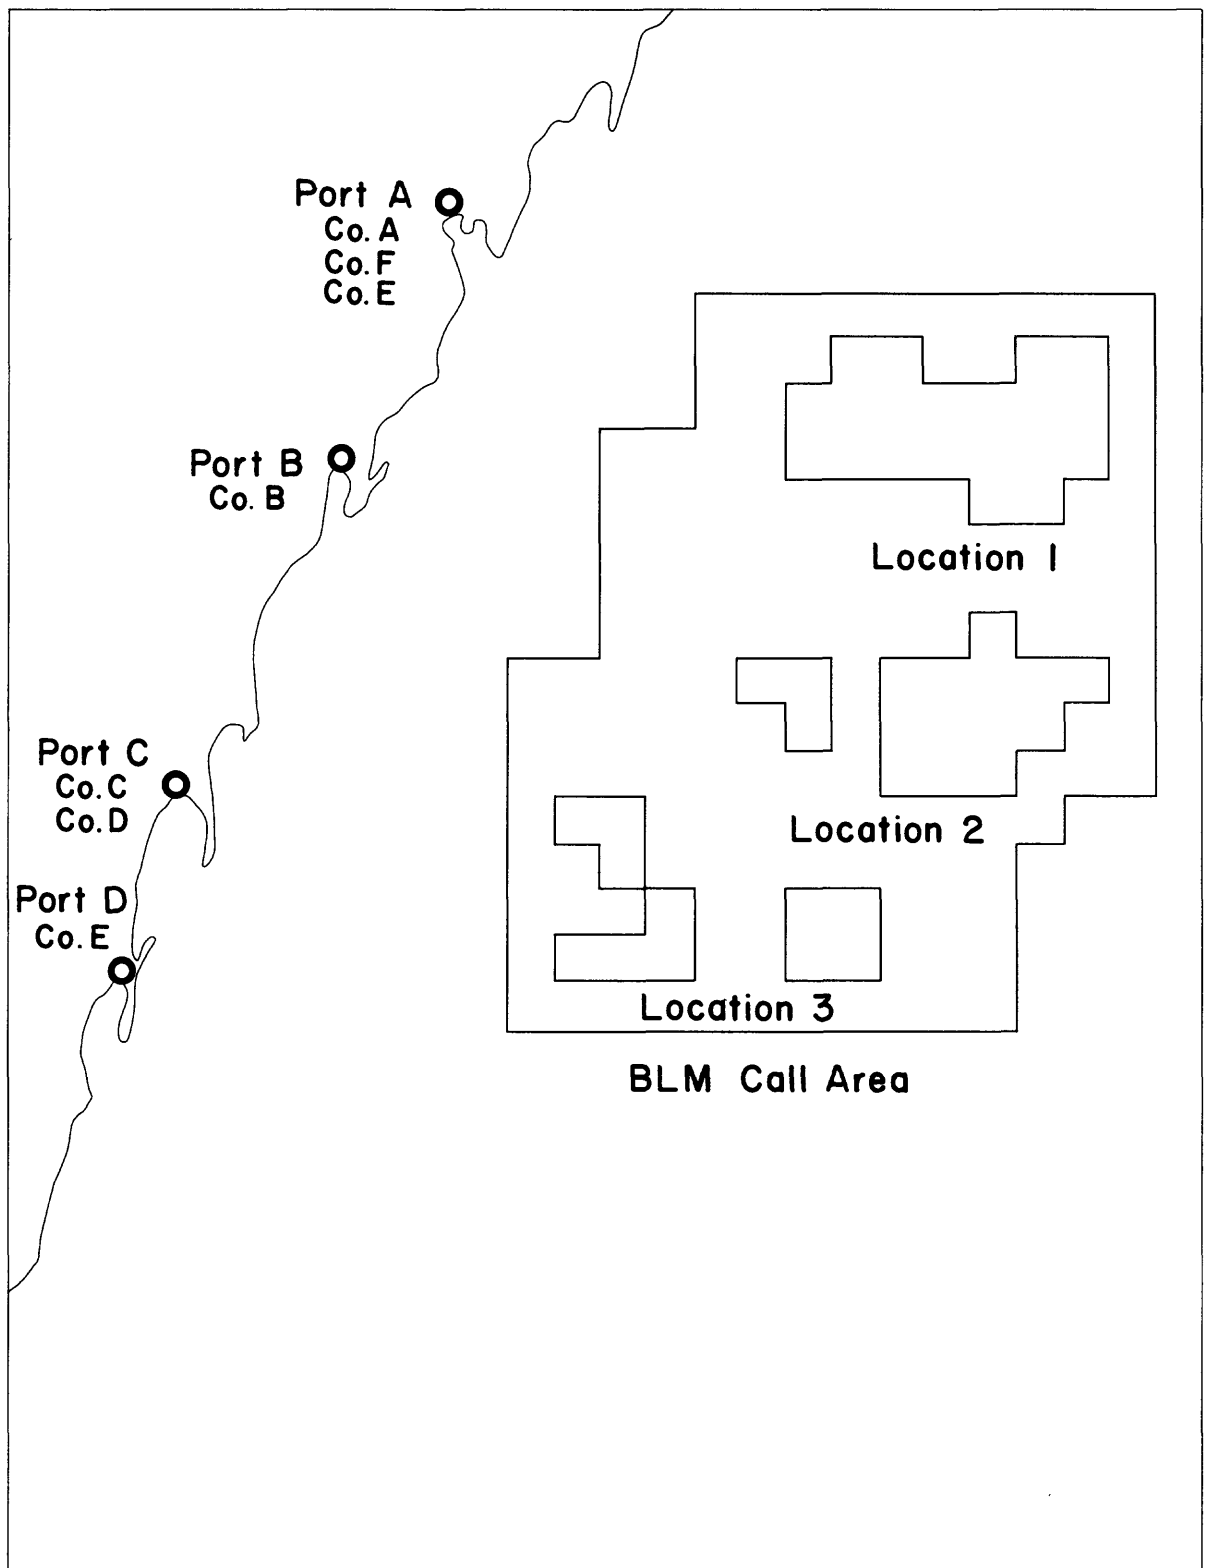 Port A
Co. A
Co. F
Co. E
Port B
Co. B
Location 1
Port C
Co. C
Co. D
Location 2
Port D
Co. E
Location 3
BLM Call Area